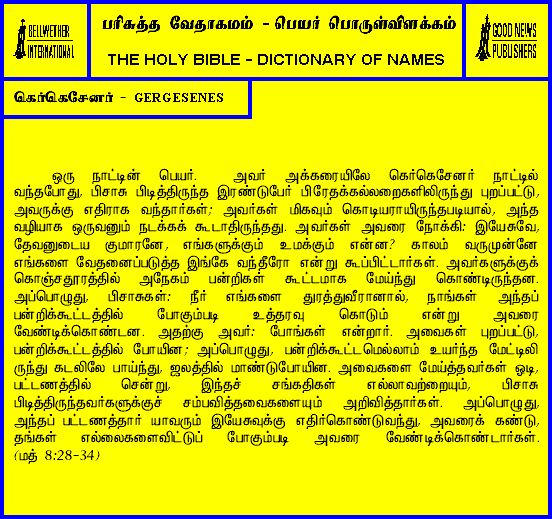 BELLWETHER
INTERNATIONAL
பரிசுத்த வேதாகமம் - பெயர் பொருள்விளக்கம்
THE HOLY BIBLE - DICTIONARY OF NAMES
GOOD NEWS
PUBLISHERS
கெர்கெசேனர் - GERGESENES
ஒரு நாட்டின் பெயர். அவர் அக்கரையிலே கெர்கெசேனர் நாட்டில்
வந்தபோது, பிசாசு பிடித்திருந்த இரண்டுபேர் பிரேதக்கல்லறைகளிலிருந்து புறப்பட்டு,
அவருக்கு எதிராக வந்தார்கள்; அவர்கள் மிகவும் கொடியராயிருந்தபடியால், அந்த
வழியாக ஒருவனும் நடக்கக் கூடாதிருந்தது. அவர்கள் அவரை நோக்கி: இயேசுவே,
தேவனுடைய குமாரனே, எங்களுக்கும் உமக்கும் என்ன? காலம் வருமுன்னே
எங்களை வேதனைப்படுத்த இங்கே வந்தீரோ என்று கூப்பிட்டார்கள். அவர்களுக்குக்
கொஞ்சதூரத்தில் அநேகம் பன்றிகள் கூட்டமாக மேய்ந்து கொண்டிருந்தன.
அப்பொழுது, பிசாசுகள்: நீர் எங்களை துரத்துவீரானால், நாங்கள் அந்தப்
பன்றிக்கூட்டத்தில் போகும்படி உத்தரவு கொடும் என்று அவரை
வேண்டிக்கொண்டன. அதற்கு அவர்: போங்கள் என்றார். அவைகள் புறப்பட்டு,
பன்றிக்கூட்டத்தில் போயின; அப்பொழுது, பன்றிக்கூட்டமெல்லாம் உயர்ந்த மேட்டிலி
ருந்து கடலிலே பாய்ந்து, ஜலத்தில் மாண்டுபோயின. அவைகளை மேய்த்தவர்கள் ஓடி,
பட்டணத்தில் சென்று, இந்தச் சங்கதிகள் எல்லாவற்றையும், பிசாசு
பிடித்திருந்தவர்களுக்குச் சம்பவித்தவைகளையும் அறிவித்தார்கள். அப்பொழுது,
அந்தப் பட்டணத்தார் யாவரும் இயேசுவுக்கு எதிர்கொண்டுவந்து, அவரைக் கண்டு,
தங்கள் எல்லைகளைவிட்டுப் போகும்படி அவரை வேண்டிக்கொண்டார்கள்.
(மத் 8:28-34)